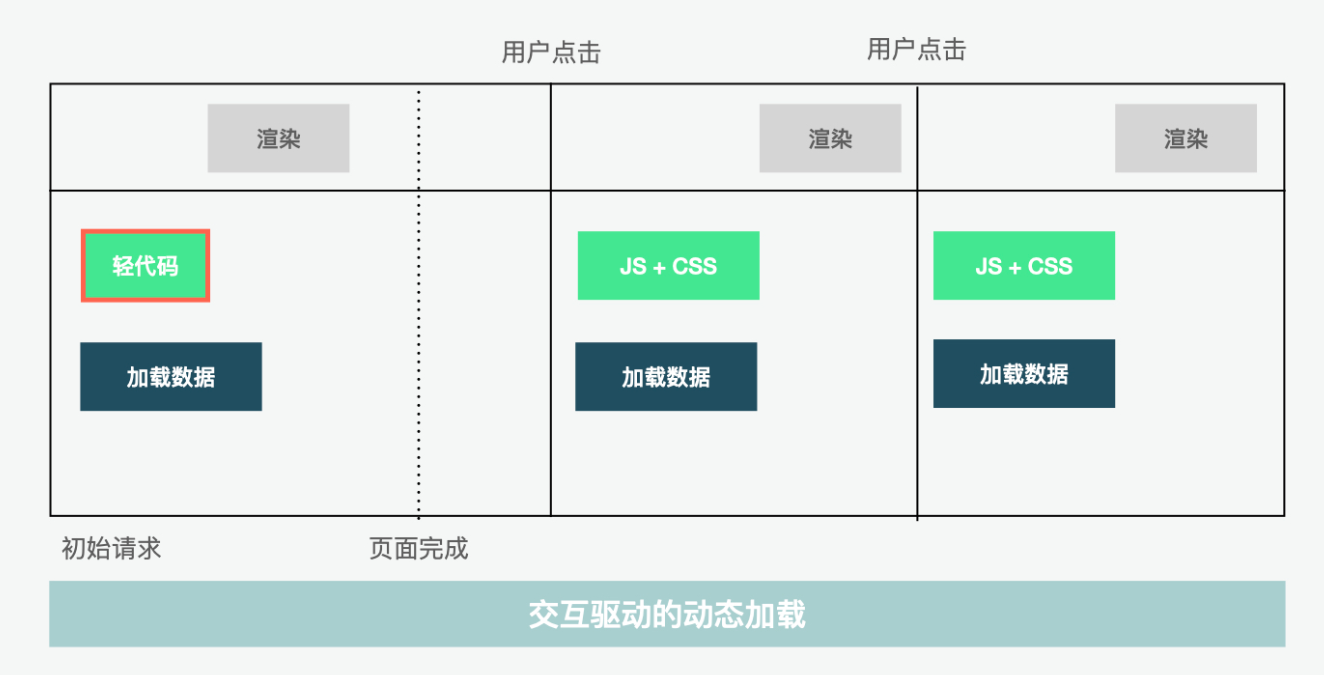 用户点击
用户点击
渲染
渲染
渲染
轻代码
JS + CSS
JS + CSS
加载数据
加载数据
加载数据
初始请求
页面完成
交互驱动的动态加载